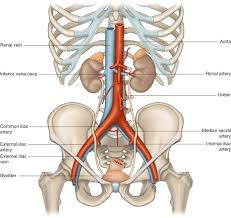 Renal vein
Inferior vena cava
Common iliac
artery
External iliac
artery
External iliac
vein
Bladder
Aorta
Renal artery
Ureter
Median sacral
artery
Internal iliac
artery